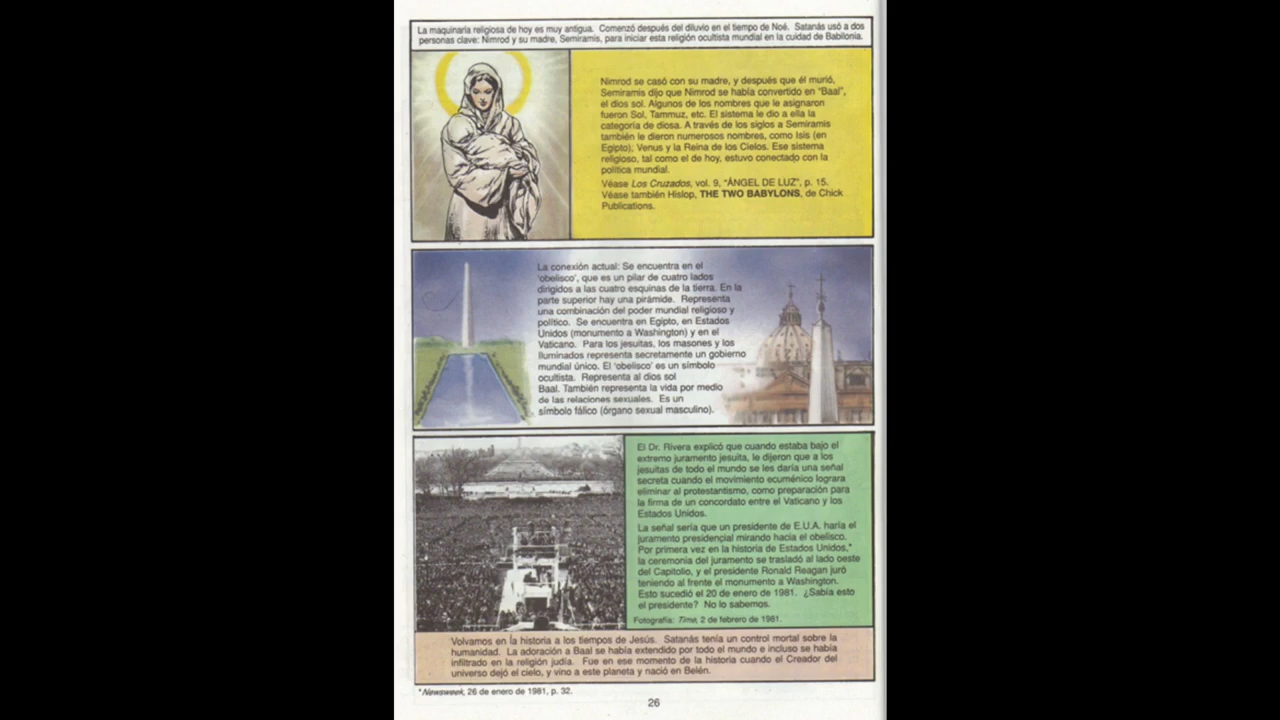 La maquinaria religiosa de hoy es muy antigua. Comenzó después del diluvio en el tiempo de Noé. Satanás usó a dos
personas clave: Nimrod y su madre, Semiramis, para iniciar esta religión ocultista mundial en la cuidad de Babilonia.
Nimrod se casó con su madre, y después que él murió,
Semiramis dijo que Nimrod se había convertido en "Baal",
el dios sol. Algunos de los nombres que le asignaron
fueron Sol, Tammuz, etc. El sistema le dio a ella la
categoría de diosa. A través de los siglos a Semiramis
también le dieron numerosos nombres, como Isis (en
Egipto); Venus y la Reina de los Cielos. Ese sistema
religioso, tal como el de hoy, estuvo conectado con la
política mundial.
Véase Los Cruzados, vol. 9, "ÁNGEL DE LUZ", p. 15.
Véase también Hislop, THE TWO BABYLONS, de Chick
Publications.
La conexión actual: Se encuentra en el
'obelisco', que es un pilar de cuatro lados
dirigidos a las cuatro esquinas de la tierra. En la
parte superior hay una pirámide. Representa
una combinación del poder mundial religioso y
político. Se encuentra en Egipto, en Estados
Unidos (monumento a Washington) y en el
Vaticano. Para los jesuitas, los masones y los
Iluminados representa secretamente un gobierno
mundial único. El 'obelisco' es un símbolo
ocultista. Representa al dios sol
Baal. También representa la vida por medio
de las relaciones sexuales. Es un
símbolo fálico (órgano sexual masculino).
El Dr. Rivera explicó que cuando estaba bajo el
extremo juramento jesuita, le dijeron que a los
jesuitas de todo el mundo se les daría una señal
secreta cuando el movimiento ecuménico lograra
eliminar al protestantismo, como preparación para
la firma de un concordato entre el Vaticano y los
Estados Unidos.
La señal sería que un presidente de E.U.A. haría el
juramento presidencial mirando hacia el obelisco.
Por primera vez en la historia de Estados Unidos,*
la ceremonia del juramento se trasladó al lado oeste
del Capitolio, y el presidente Ronald Reagan juró
teniendo al frente el monumento a Washington.
Esto sucedió el 20 de enero de 1981. ¿Sabía esto
el presidente? No lo sabemos.
Fotografía: Time, 2 de febrero de 1981.
Volvamos en la historia a los tiempos de Jesús. Satanás tenía un control mortal sobre la
humanidad. La adoración a Baal se había extendido por todo el mundo e incluso se había
infiltrado en la religión judía. Fue en ese momento de la historia cuando el Creador del
universo dejó el cielo, y vino a este planeta y nació en Belén.
*Newsweek, 26 de enero de 1981, p. 32.
26